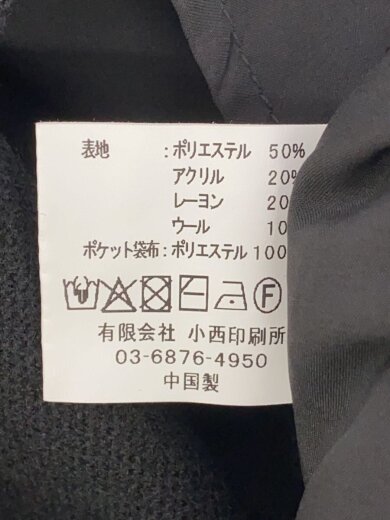 表地 :ポリエステル 50%
アクリル 20%
レーヨン 20
ウール 10
ポケット袋布:ポリエステル 100
F
有限会社 小西印刷所
03-6876-4950
中国製